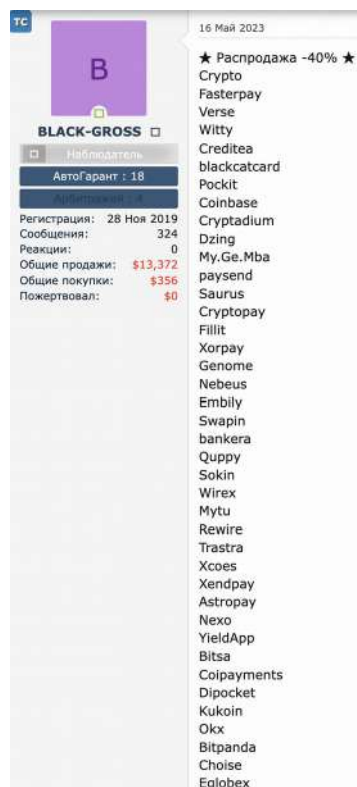 TC
B
BLACK-GROSS
Наблюдатель
АвтоГарант : 18
Арбитражи : 4
Регистрация: 28 Ноя 2019
Сообщения: 324
Реакции: 0
Общие продажи: $13,372
Общие покупки: $356
Пожертвовал: $0
16 Май 2023
★ Распродажа -40% ★
Crypto
Fasterpay
Verse
Witty
Creditea
blackcatcard
Pockit
Coinbase
Cryptadium
Dzing
My.Ge.Mba
paysend
Saurus
Cryptopay
Fillit
Xorpay
Genome
Nebeus
Embily
Swapin
bankera
Quppy
Sokin
Wirex
Mytu
Rewire
Trastra
Xcoes
Xendpay
Astropay
Nexo
YieldApp
Bitsa
Coipayments
Dipocket
Kukoin
Okx
Bitpanda
Choise
Eglobex